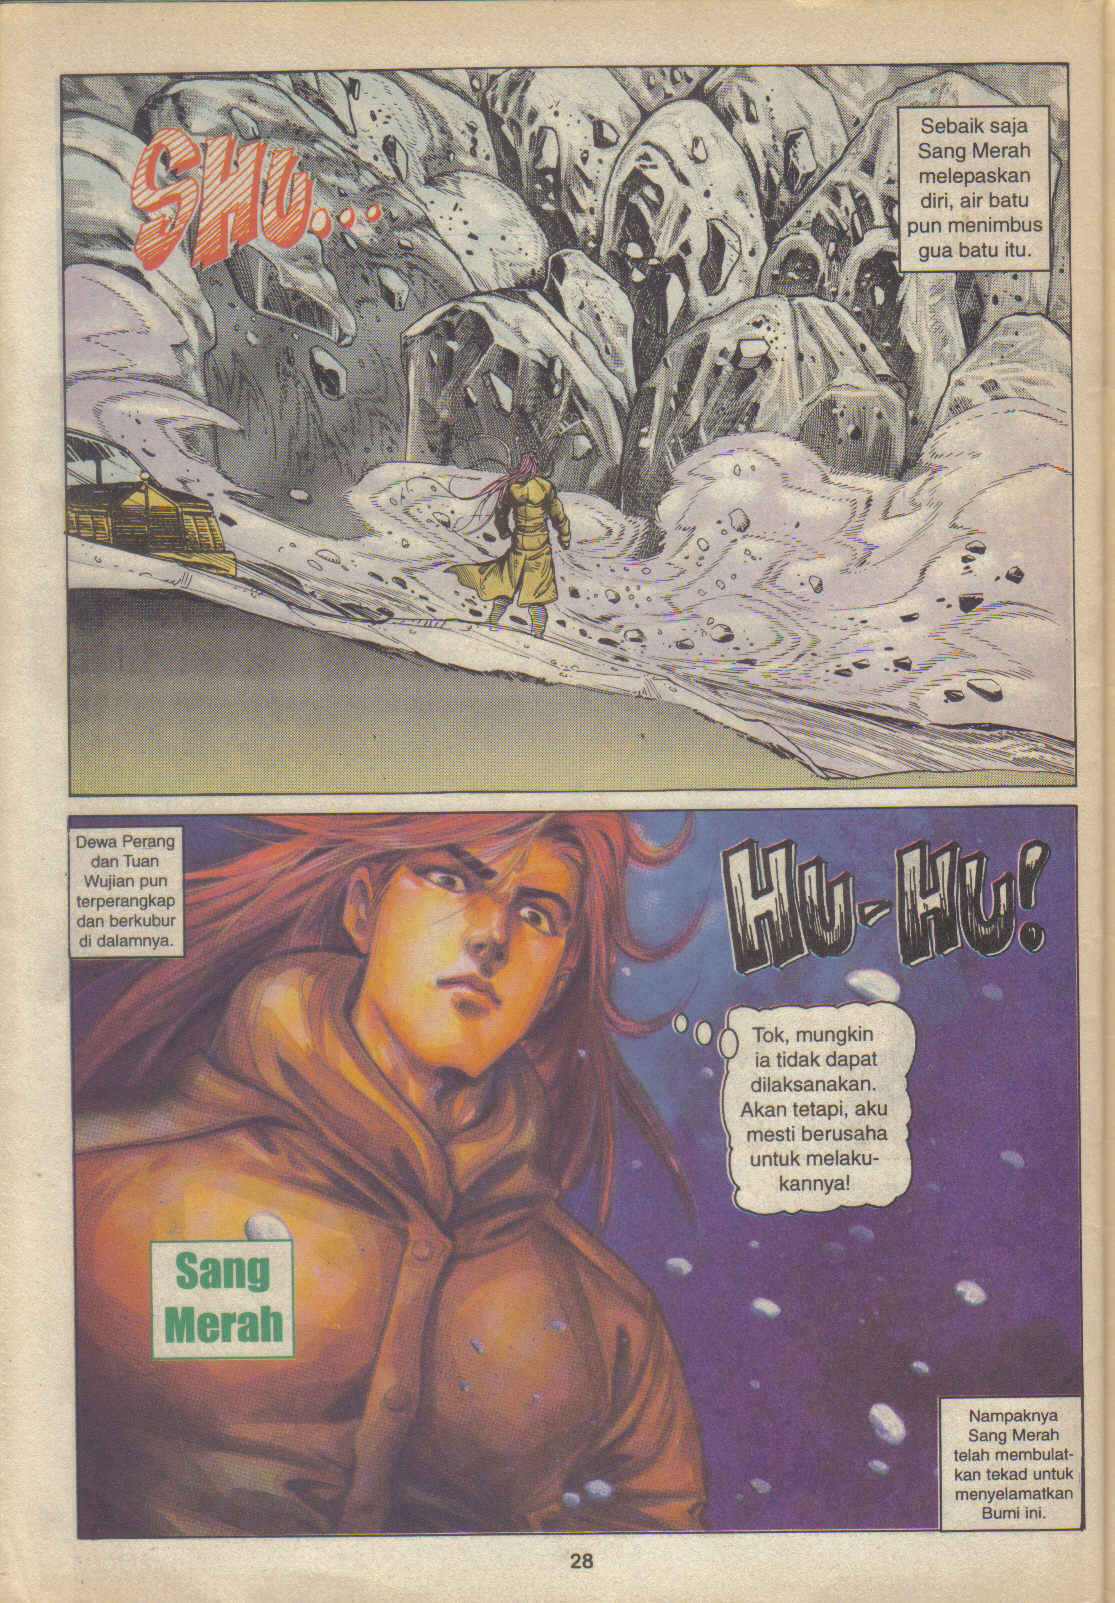 SHU...
Sebaik saja
Sang Merah
melepaskan
diri, air batu
pun menimbus
gua batu itu.
Dewa Perang
dan Tuan
Wujian pun
terperangkap
dan berkubur
di dalamnya.
HU-HU!
Tok, mungkin
ia tidak dapat
dilaksanakan.
Akan tetapi, aku
mesti berusaha
untuk melaku-
kannya!
Sang
Merah
Nampaknya
Sang Merah
telah membulat-
kan tekad untuk
menyelamatkan
Bumi ini.
28